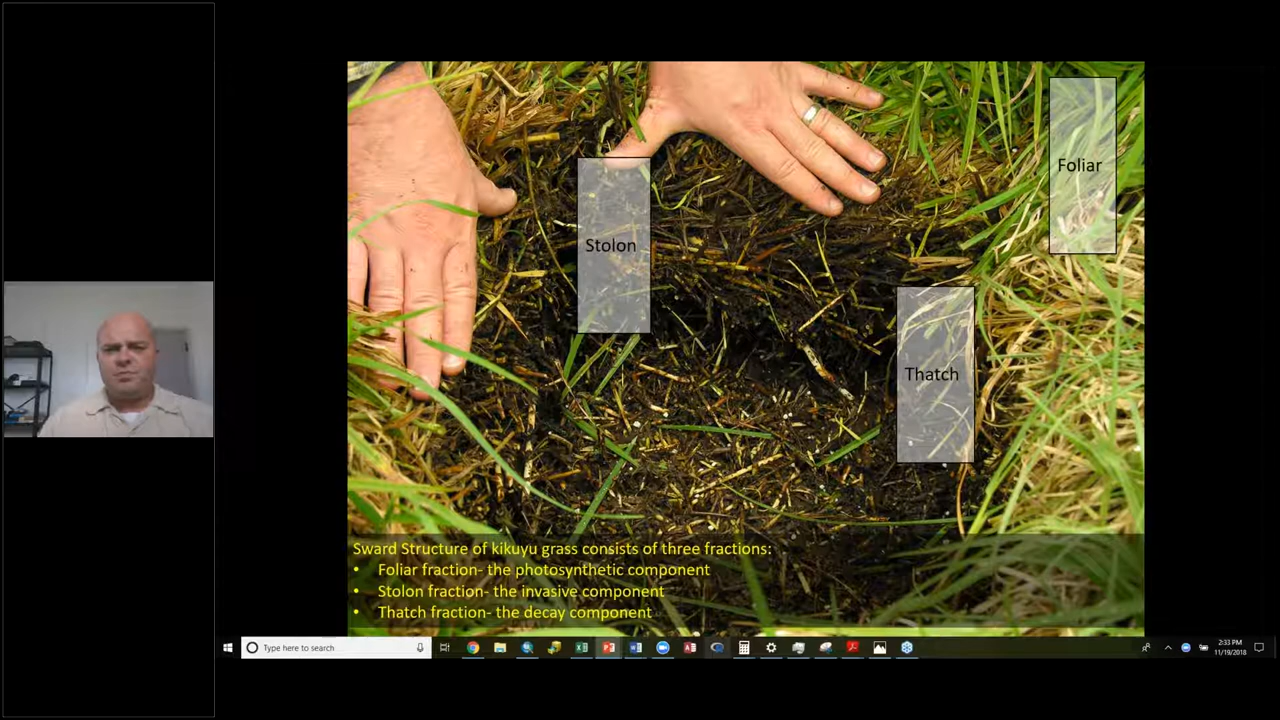 Foliar
Stolon
Thatch
Sward Structure of kikuyu grass consists of three fractions:
• Foliar fraction- the photosynthetic component
• Stolon fraction- the invasive component
• Thatch fraction- the decay component
Type here to search
2:33 PM
11/19/2018